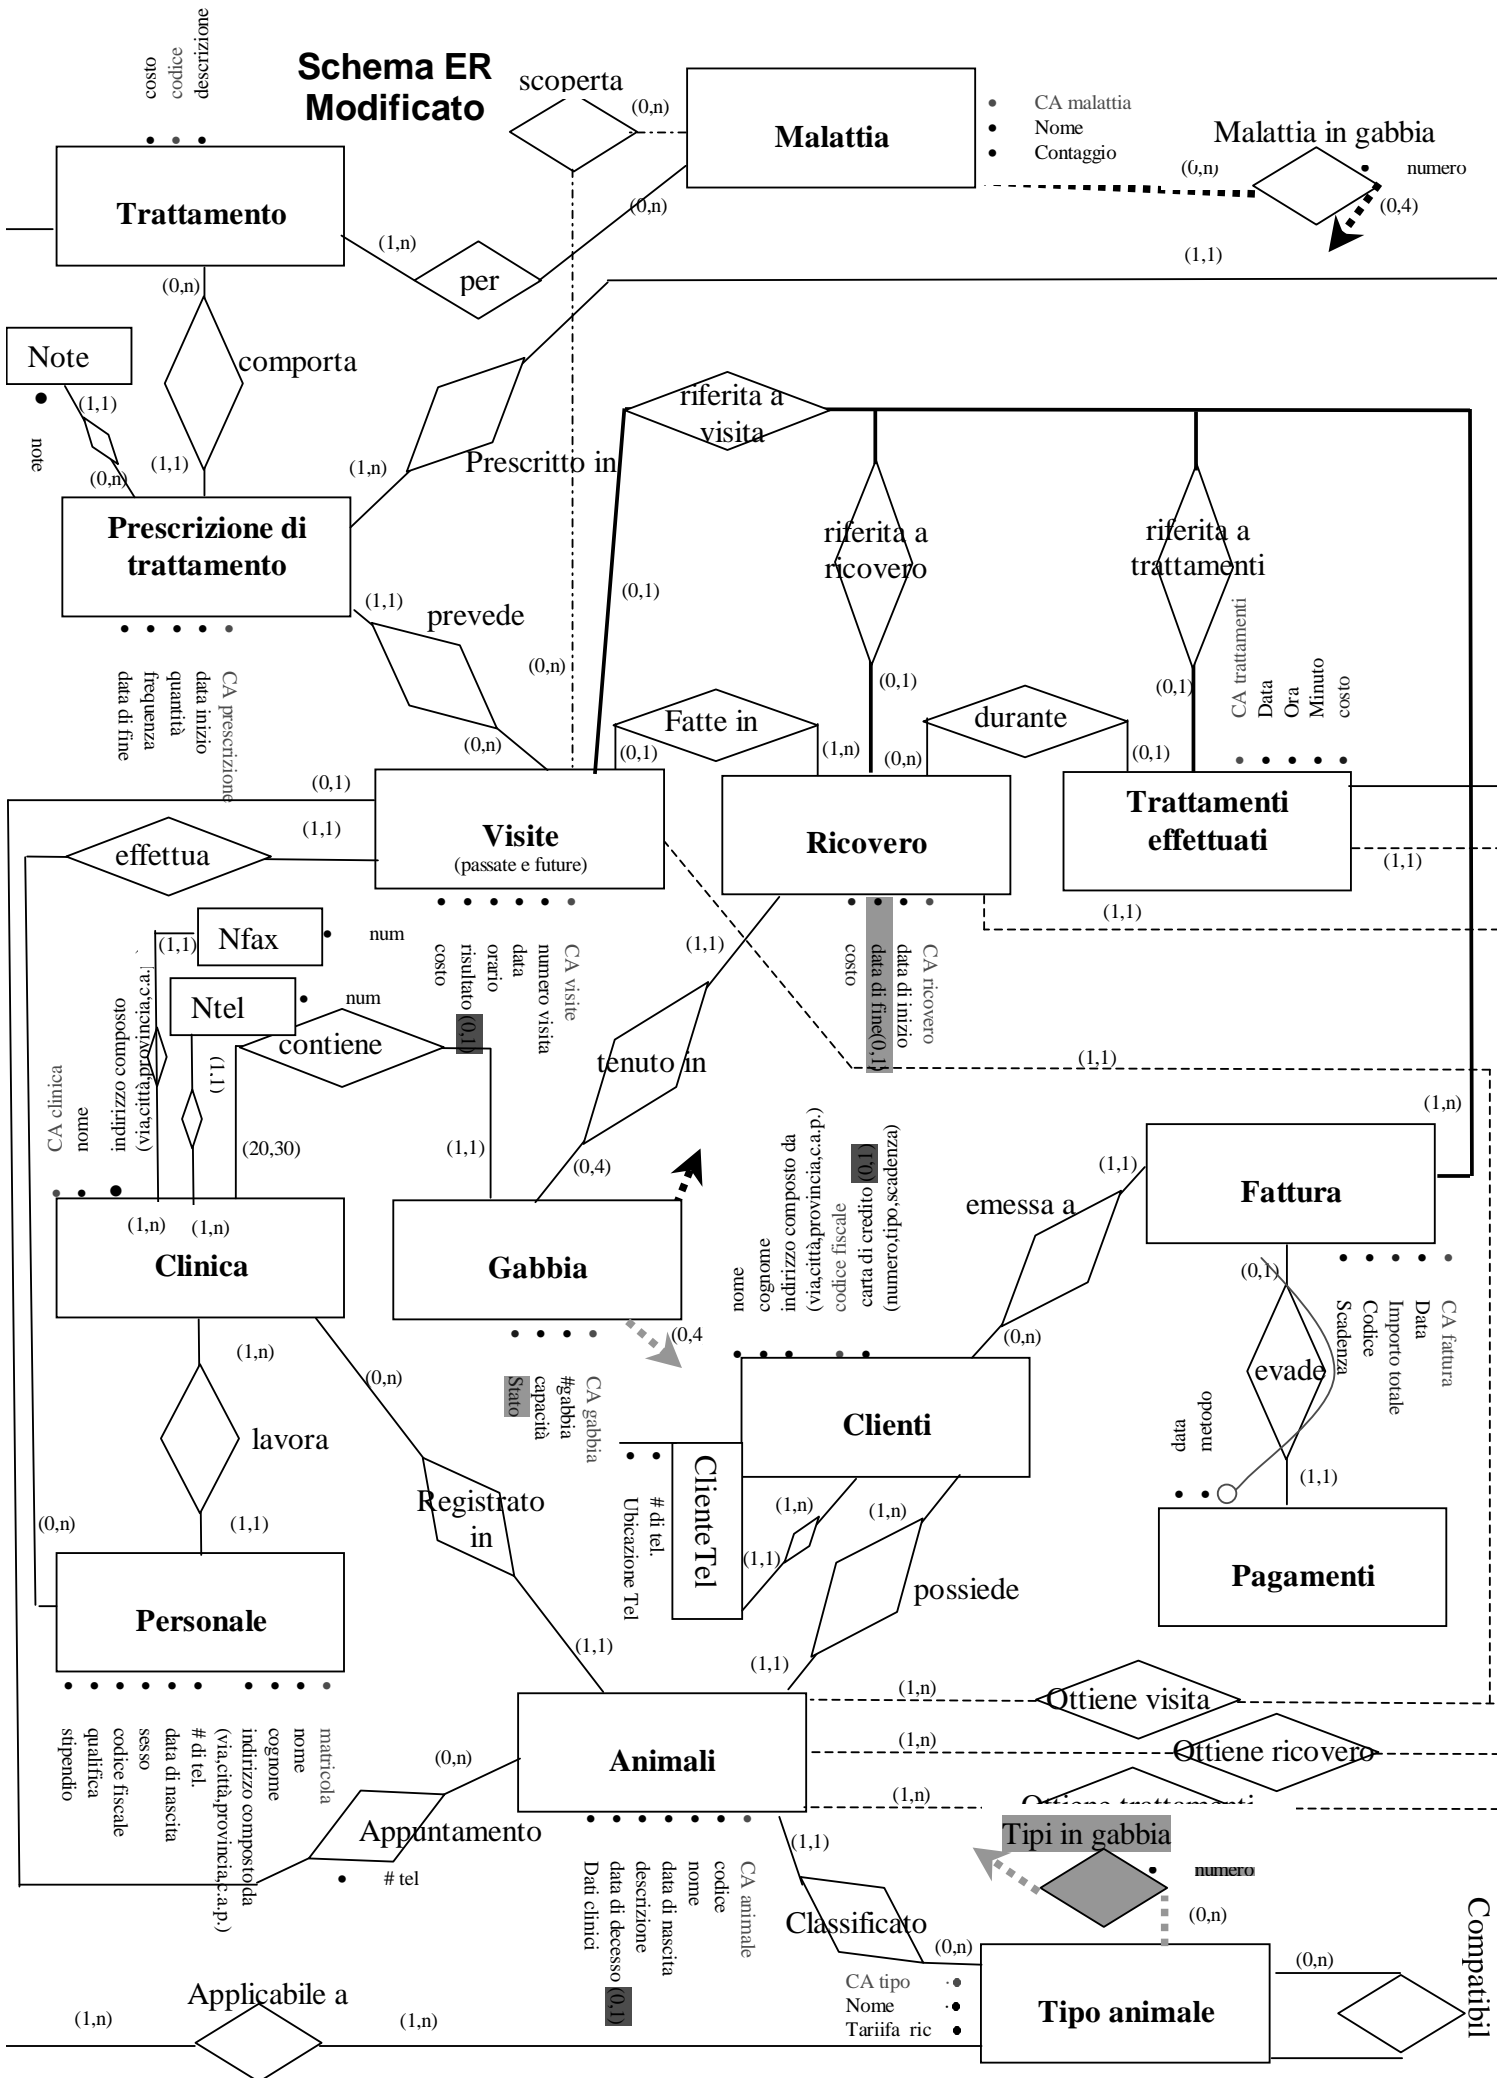 costo
codice
descrizione
Schema ER
Modificato
scoperta
(0,n)
Malattia
CA malattia
Nome
Contaggio
Malattia in gabbia
(0,n)
numero
(0,4)
Trattamento
(1,n)
per
(0,n)
(1,1)
(0,n)
comporta
(1,1)
Note
note
(1,1)
(0,n)
Prescritto in
(1,n)
riferita a
visita
Prescrizione di
trattamento
riferita a
ricovero
riferita a
trattamenti
(1,1)
prevede
(0,n)
(0,1)
(0,n)
(0,1)
(0,1)
CA prescrizione
data inizio
quantità
frequenza
data di fine
CA trattamenti
Data
Ora
Minuto
costo
Fatte in
(0,1)
(1,n)
durante
(0,n)
(0,1)
(0,1)
effettua
(1,1)
Visite
(passate e future)
Ricovero
Trattamenti
effettuati
(1,1)
(1,1)
Nfax
num
(1,1)
Ntel
num
(1,1)
CA visite
numero visita
data
orario
risultato (0,1)
costo
CA ricovero
data di inizio
data di fine(0,1)
costo
(1,1)
tenuto in
(0,4)
contiene
(20,30)
(1,1)
(1,1)
CA clinica
nome
indirizzo composto
(via,città,provincia,c.a.
(1,n)
(1,n)
Clinica
Gabbia
(0,4
CA gabbia
#gabbia
capacità
Stato
nome
cognome
indirizzo composto da
(via,città,provincia,c.a.p.)
codice fiscale
carta di credito (0,1)
(numero,tipo,scadenza)
emessa a
(1,1)
(0,n)
(1,n)
Fattura
CA fattura
Data
Importo totale
Codice
Scadenza
(0,1)
evade
(1,1)
metodo
data
Pagamenti
(1,n)
lavora
(1,1)
(0,n)
(0,n)
Registrato
in
(1,1)
Clienti
ClienteTel
# di tel.
Ubicazione Tel
(1,n)
(1,1)
(1,n)
possiede
(1,1)
Personale
matricola
nome
cognome
indirizzo composto da
(via,città,provincia,c.a.p.)
# di tel.
data di nascita
sesso
codice fiscale
qualifica
stipendio
Animali
(1,n)
Ottiene visita
(1,n)
Ottiene ricovero
(1,n)
Ottiene trattamenti
(0,n)
Appuntamento
# tel
CA animale
codice
nome
data di nascita
descrizione
data di decesso (0,1)
Dati clinici
(1,1)
Classificato
(0,n)
Tipi in gabbia
numero
(0,n)
CA tipo
Nome
Tariifa ric
Tipo animale
(0,n)
Compatibil
Applicabile a
(1,n)
(1,n)